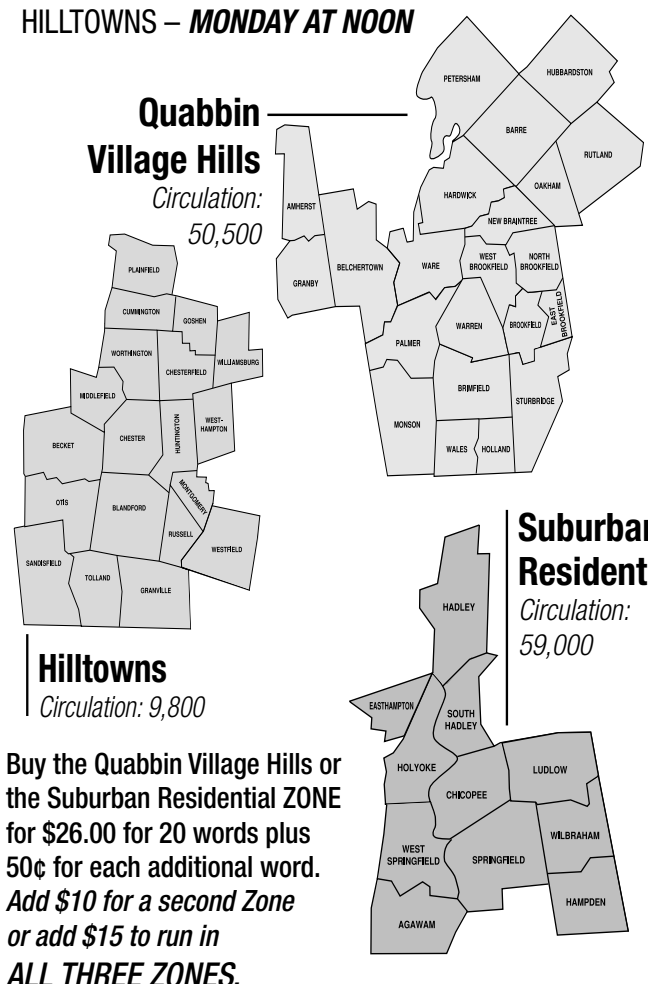 HILLTOWNS – MONDAY AT NOON
Quabbin
Village Hills
Circulation:
50,500
PETERSHAM
HUBBARDSTON
BARRE
RUTLAND
HARDWICK
OAKHAM
NEW BRAINTREE
AMHERST
GRANBY
BELCHERTOWN
WARE
WEST
BROOKFIELD
NORTH
BROOKFIELD
PALMER
WARREN
BROOKFIELD
EAST
BROOKFIELD
BRIMFIELD
STURBRIDGE
MONSON
WALES
HOLLAND
PLAINFIELD
CUMMINGTON
GOSHEN
WORTHINGTON
CHESTERFIELD
WILLIAMSBURG
MIDDLEFIELD
BECKET
CHESTER
HUNTINGTON
WEST-
HAMPTON
MONTGOMERY
OTIS
BLANDFORD
RUSSELL
WESTFIELD
SANDISFIELD
TOLLAND
GRANVILLE
Hilltowns
Circulation: 9,800
Suburba
Resident
Circulation:
59,000
HADLEY
EASTHAMPTON
SOUTH
HADLEY
HOLYOKE
CHICOPEE
LUDLOW
WEST
SPRINGFIELD
SPRINGFIELD
WILBRAHAM
AGAWAM
HAMPDEN
Buy the Quabbin Village Hills or
the Suburban Residential ZONE
for $26.00 for 20 words plus
50¢ for each additional word.
Add $10 for a second Zone
or add $15 to run in
ALL THREE ZONES.